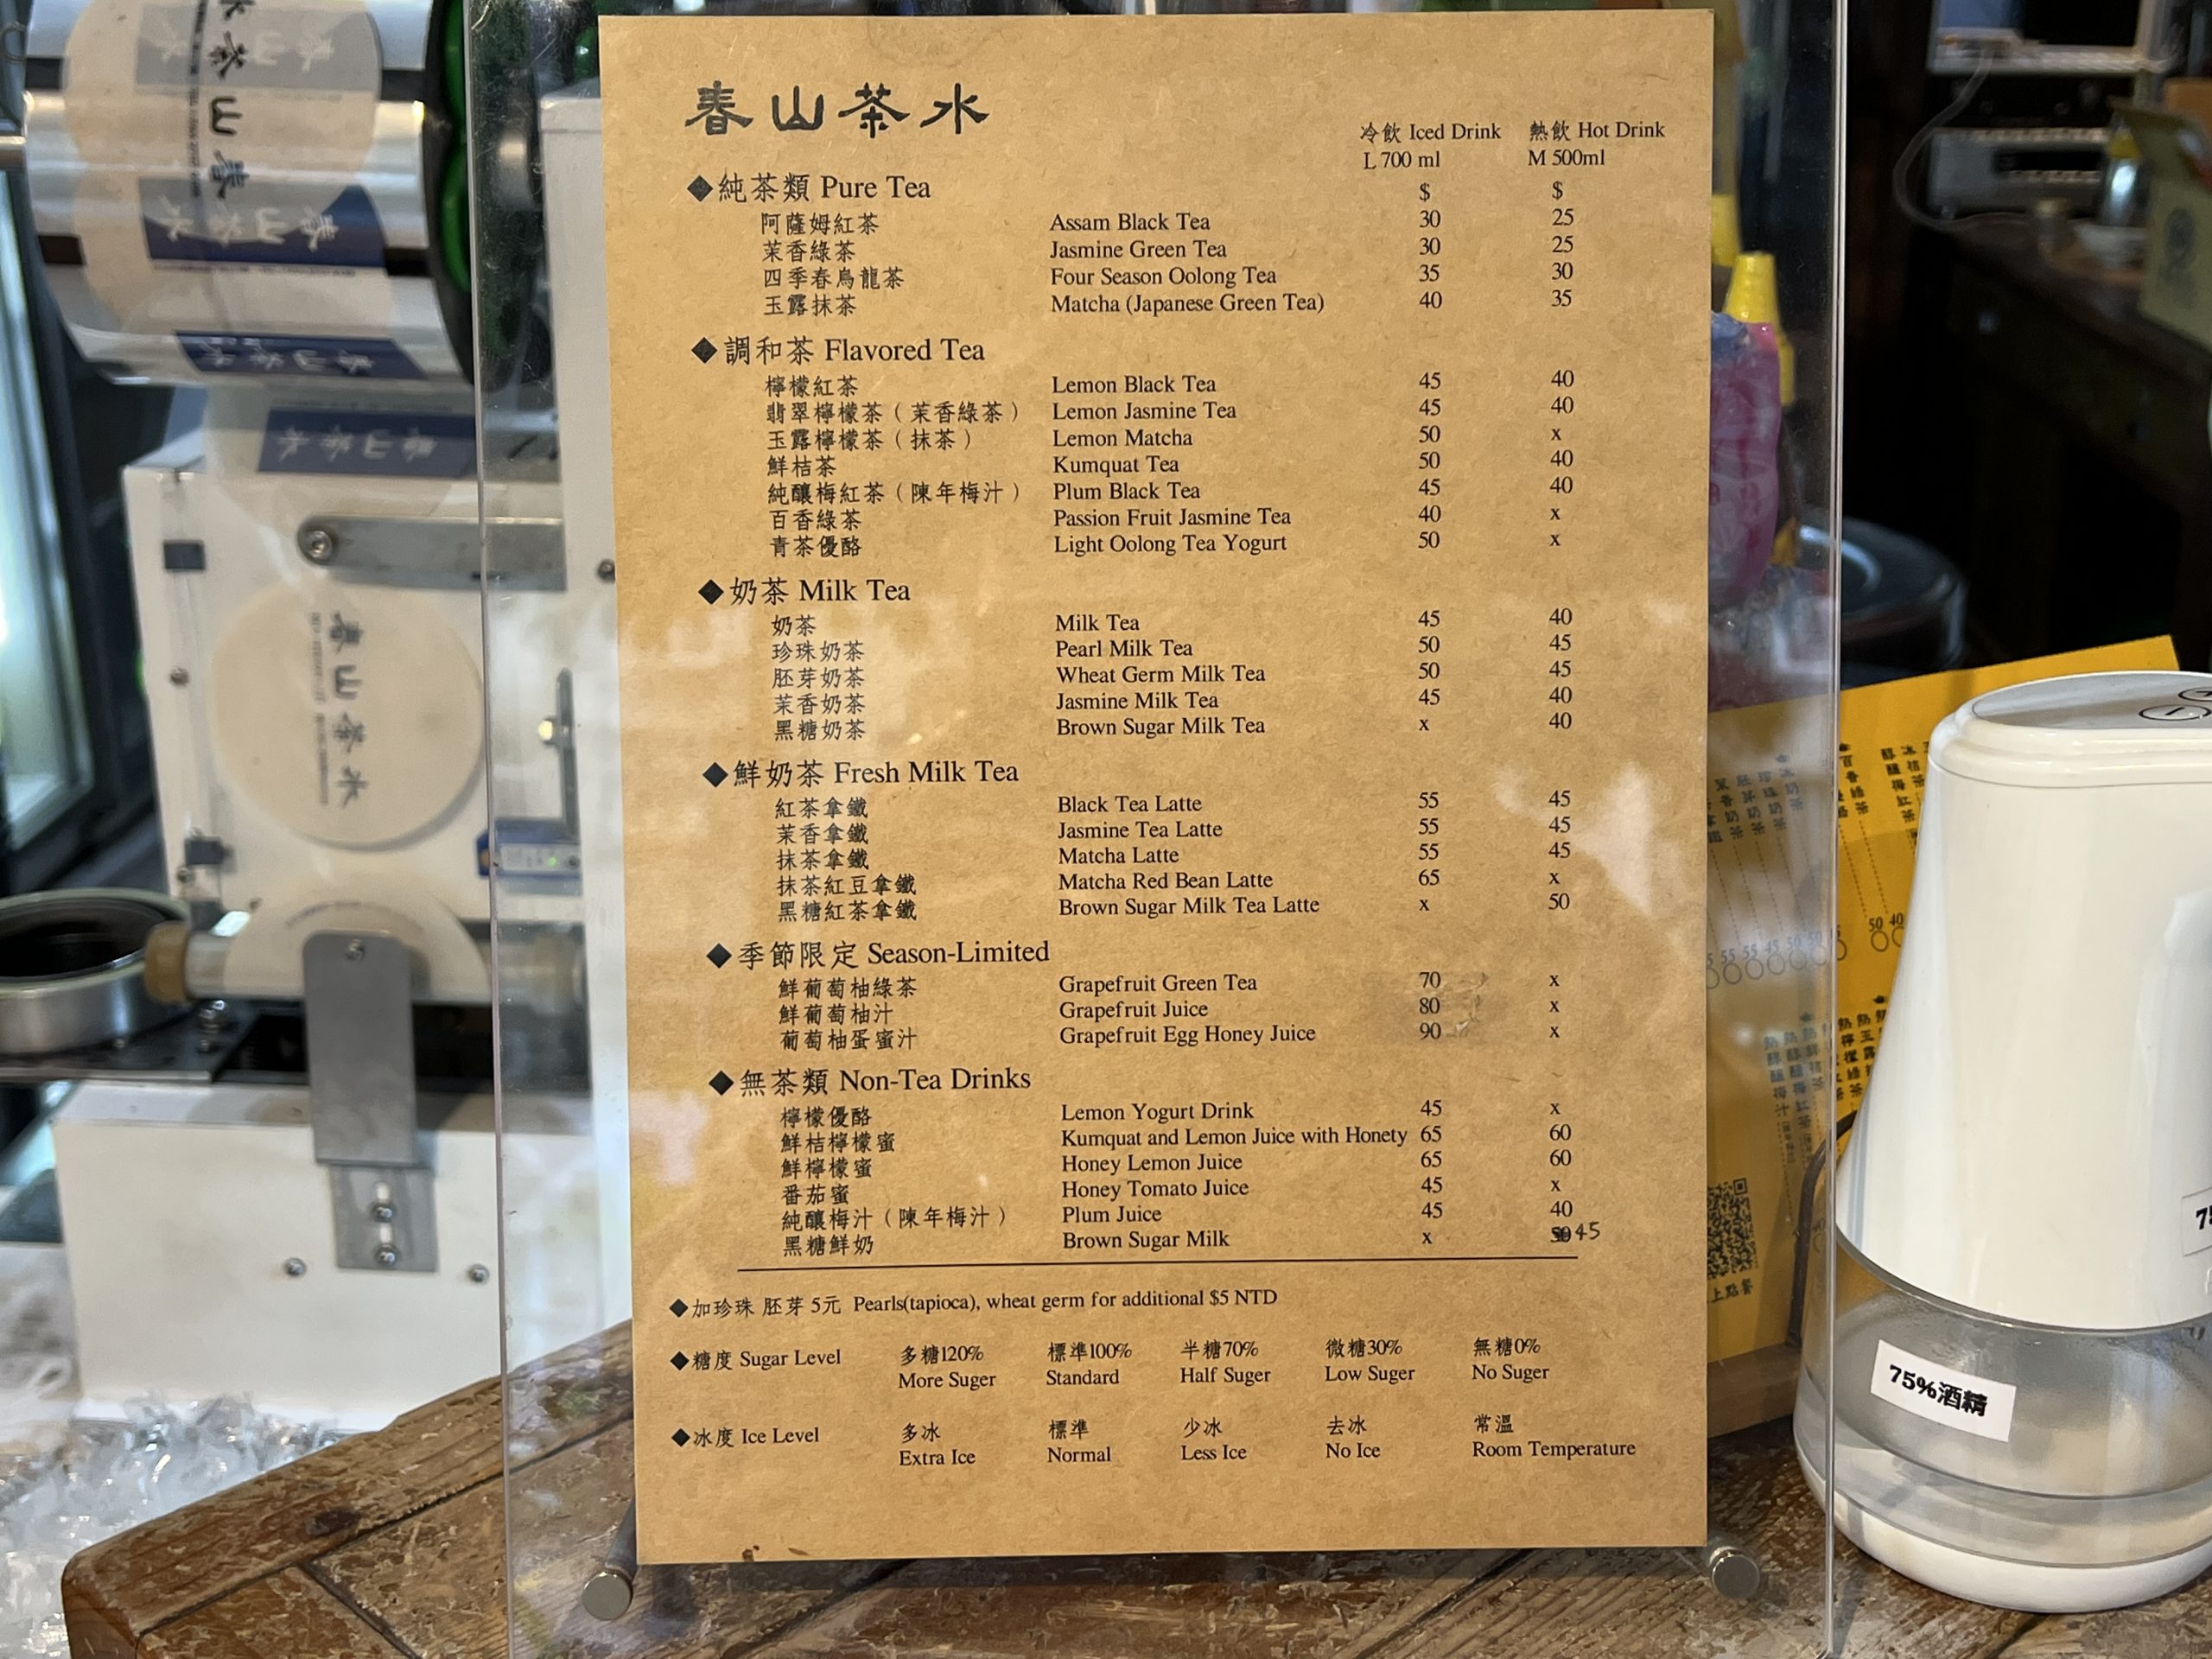 春山茶水
冷飲 Iced Drink 熱飲 Hot Drink
L 700 ml M 500ml
◆純茶類 Pure Tea $ $
阿薩姆紅茶 Assam Black Tea 30 25
茉香綠茶 Jasmine Green Tea 30 25
四季春烏龍茶 Four Season Oolong Tea 35 30
玉露抹茶 Matcha (Japanese Green Tea) 40 35
◆調和茶 Flavored Tea
檸檬紅茶 Lemon Black Tea 45 40
翡翠檸檬茶（茉香綠茶） Lemon Jasmine Tea 45 40
玉露檸檬茶（抹茶） Lemon Matcha 50 x
鮮桔茶 Kumquat Tea 50 40
純釀梅紅茶（陳年梅汁） Plum Black Tea 45 40
百香綠茶 Passion Fruit Jasmine Tea 40 x
青茶優酪 Light Oolong Tea Yogurt 50 x
◆奶茶 Milk Tea
奶茶 Milk Tea 45 40
珍珠奶茶 Pearl Milk Tea 50 45
胚芽奶茶 Wheat Germ Milk Tea 50 45
茉香奶茶 Jasmine Milk Tea 45 40
黑糖奶茶 Brown Sugar Milk Tea x 40
◆鮮奶茶 Fresh Milk Tea
紅茶拿鐵 Black Tea Latte 55 45
茉香拿鐵 Jasmine Tea Latte 55 45
抹茶拿鐵 Matcha Latte 55 45
抹茶紅豆拿鐵 Matcha Red Bean Latte 65 x
黑糖紅茶拿鐵 Brown Sugar Milk Tea Latte x 50
◆季節限定 Season-Limited
鮮葡萄柚綠茶 Grapefruit Green Tea 70 x
鮮葡萄柚汁 Grapefruit Juice 80 x
葡萄柚蛋蜜汁 Grapefruit Egg Honey Juice 90 x
◆無茶類 Non-Tea Drinks
檸檬優酪 Lemon Yogurt Drink 45 x
鮮桔檸檬蜜 Kumquat and Lemon Juice with Honety 65 60
鮮檸檬蜜 Honey Lemon Juice 65 60
番茄蜜 Honey Tomato Juice 45 x
純釀梅汁（陳年梅汁） Plum Juice 45 40
黑糖鮮奶 Brown Sugar Milk x 45
◆加珍珠 胚芽 5元 Pearls(tapioca), wheat germ for additional $5 NTD
◆糖度 Sugar Level 多糖120% 標準100% 半糖70% 微糖30% 無糖0%
More Suger Standard Half Suger Low Suger No Suger
◆冰度 Ice Level 多冰 標準 少冰 去冰 常溫
Extra Ice Normal Less Ice No Ice Room Temperature
春山茶水
75%酒精